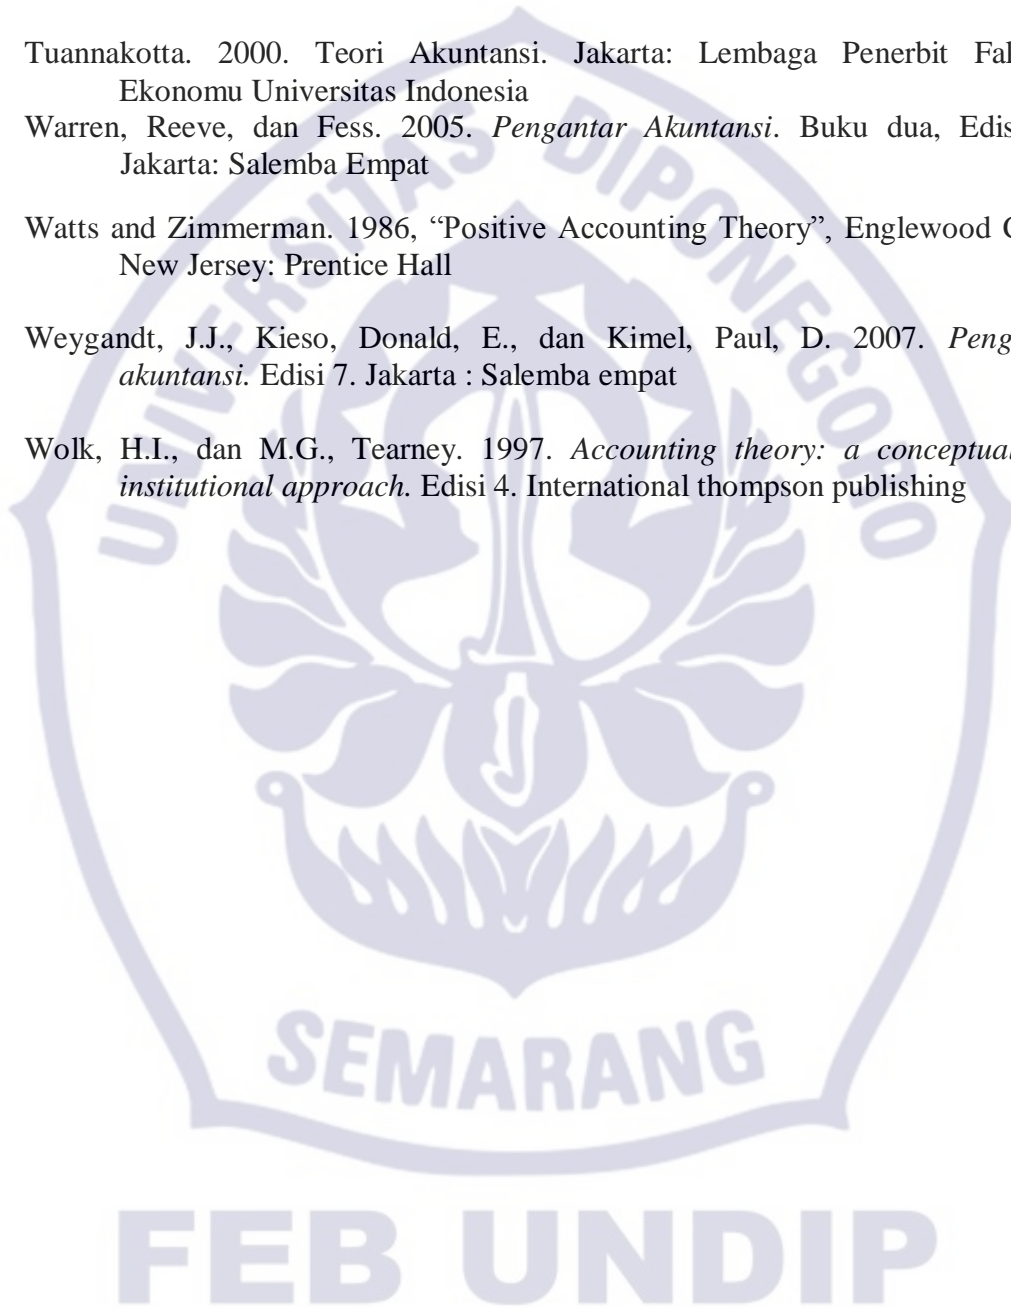 Tuannakotta. 2000. Teori Akuntansi. Jakarta: Lembaga Penerbit
Ekonomu Universitas Indonesia
Warren, Reeve, dan Fess. 2005. Pengantar Akuntansi. Buku dua,
Jakarta: Salemba Empat
Watts and Zimmerman. 1986, “Positive Accounting Theory”, Englewood
New Jersey: Prentice Hall
Weygandt, J.J., Kieso, Donald, E., dan Kimel, Paul, D. 2007.
akuntansi. Edisi 7. Jakarta : Salemba empat
Wolk, H.I., dan M.G., Tearney. 1997. Accounting theory: a conceptual
institutional approach. Edisi 4. International thompson publishing
UNIVERSITAS DIPONEGORO
SEMARANG
FEB UNDIP